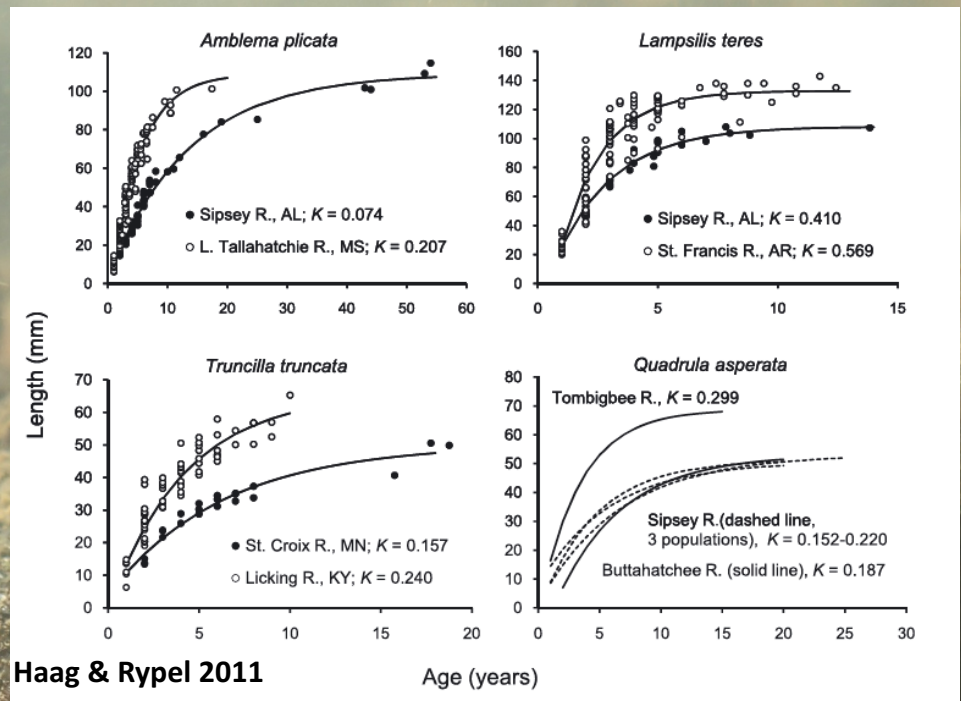 Amblema plicata
120
100
80
60
40
20
0
0 10 20 30 40 50 60
● Sipsey R., AL; K = 0.074
○ L. Tallahatchie R., MS; K = 0.207
Lampsilis teres
160
140
120
100
80
60
40
20
0
0 5 10 15
● Sipsey R., AL; K = 0.410
○ St. Francis R., AR; K = 0.569
Length (mm)
Truncilla truncata
70
60
50
40
30
20
10
0
0 5 10 15 20
● St. Croix R., MN; K = 0.157
○ Licking R., KY; K = 0.240
Quadrula asperata
80
70
60
50
40
30
20
10
0
0 5 10 15 20 25 30
Tombigbee R., K = 0.299
Sipsey R.(dashed line,
3 populations), K = 0.152-0.220
Buttahatchee R. (solid line), K = 0.187
Haag & Rypel 2011
Age (years)